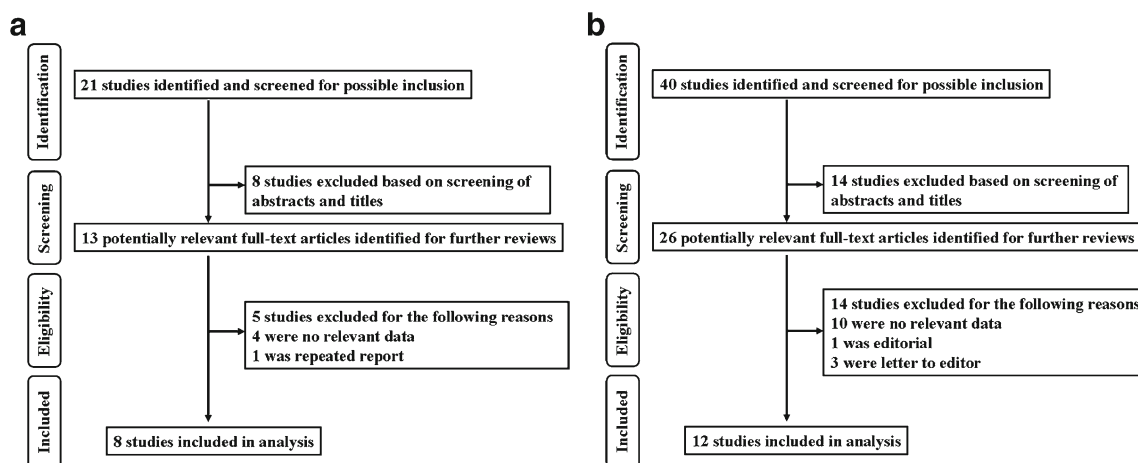 a
Identification
21 studies identified and screened for possible inclusion
8 studies excluded based on screening of
abstracts and titles
Screening
13 potentially relevant full-text articles identified for further reviews
Eligibility
5 studies excluded for the following reasons
4 were no relevant data
1 was repeated report
Included
8 studies included in analysis
b
Identification
40 studies identified and screened for possible inclusion
14 studies excluded based on screening of
abstracts and titles
Screening
26 potentially relevant full-text articles identified for further reviews
Eligibility
14 studies excluded for the following reasons
10 were no relevant data
1 was editorial
3 were letter to editor
Included
12 studies included in analysis